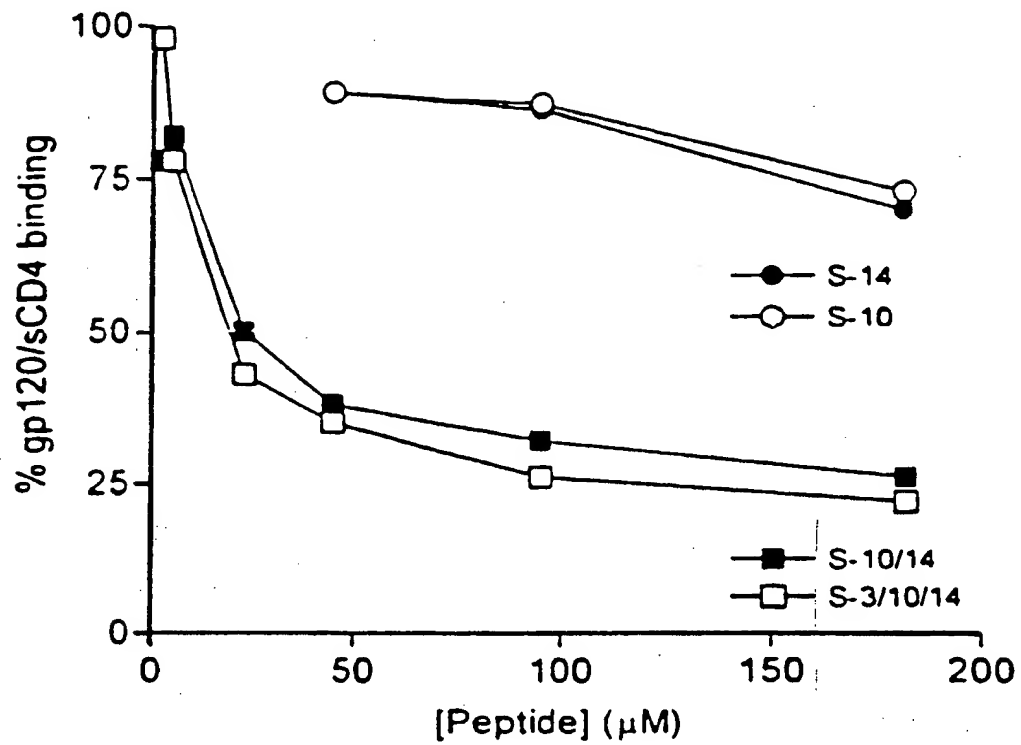 % gp120/sCD4 binding
100
75
50
25
0
S-14
S-10
S-10/14
S-3/10/14
0 50 100 150 200
[Peptide] (µM)